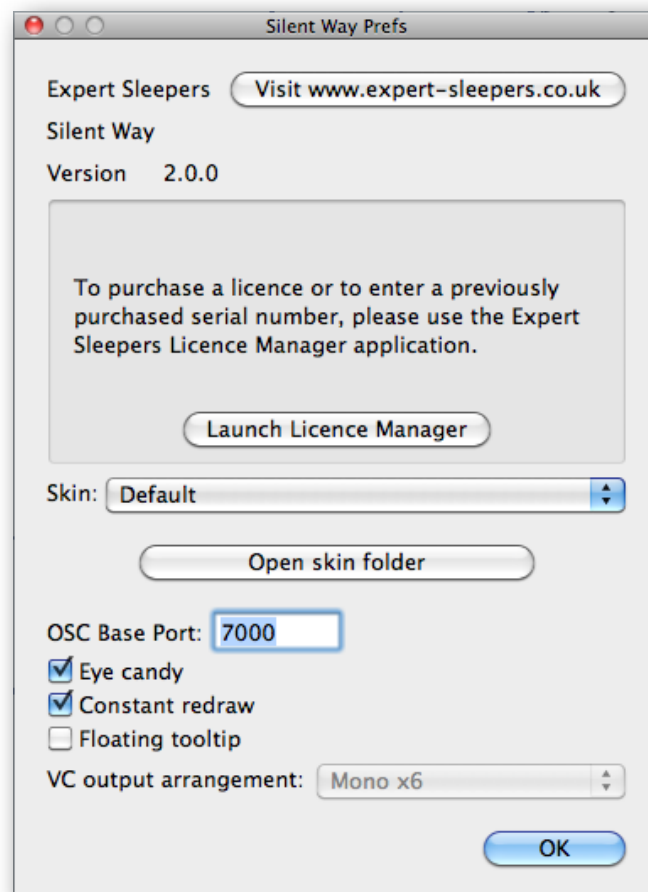 Silent Way Prefs
Expert Sleepers Visit www.expert-sleepers.co.uk
Silent Way
Version 2.0.0
To purchase a licence or to enter a previously
purchased serial number, please use the Expert
Sleepers Licence Manager application.
Launch Licence Manager
Skin: Default
Open skin folder
OSC Base Port: 7000
Eye candy
Constant redraw
Floating tooltip
VC output arrangement: Mono x6
OK